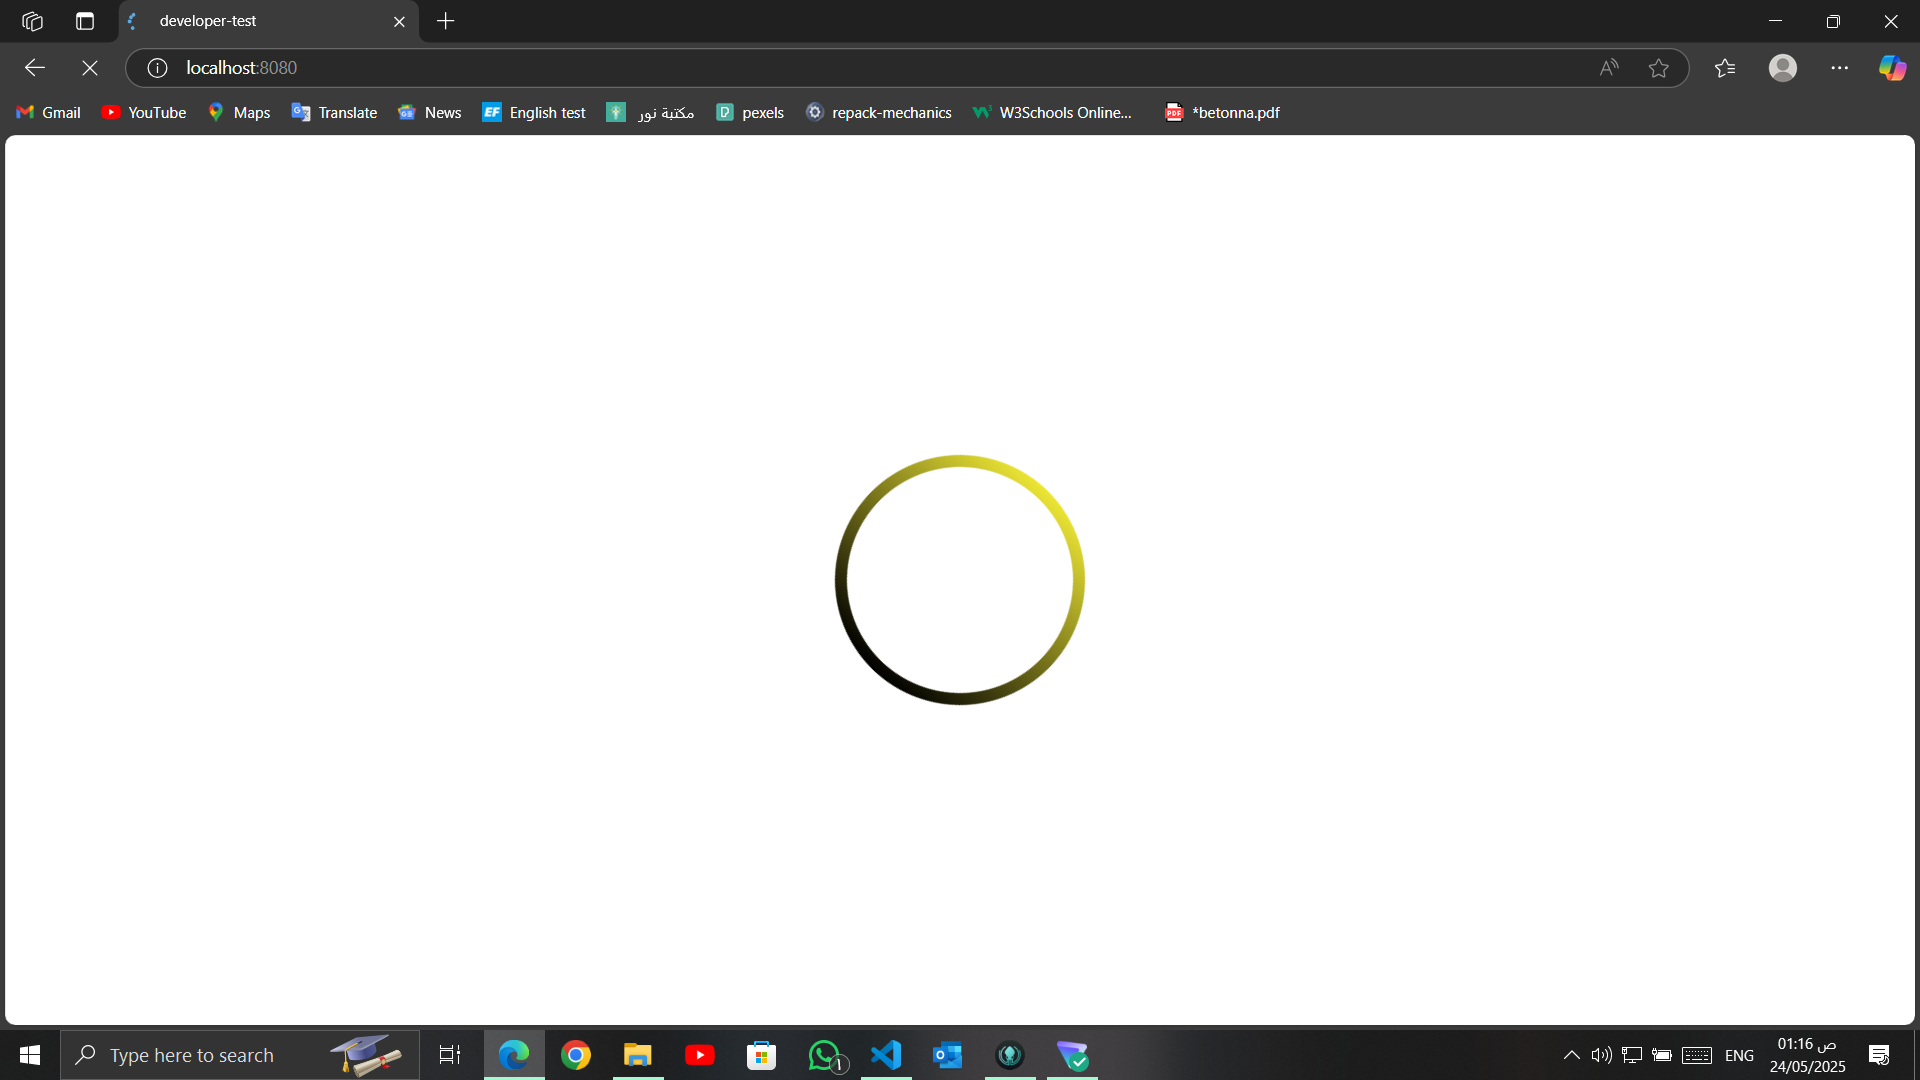 developer-test
localhost:8080
Gmail YouTube Maps Translate News English test مكتبة نور pexels repack-mechanics W3Schools Online... *betonna.pdf
Type here to search
ENG
01:16 ص
24/05/2025